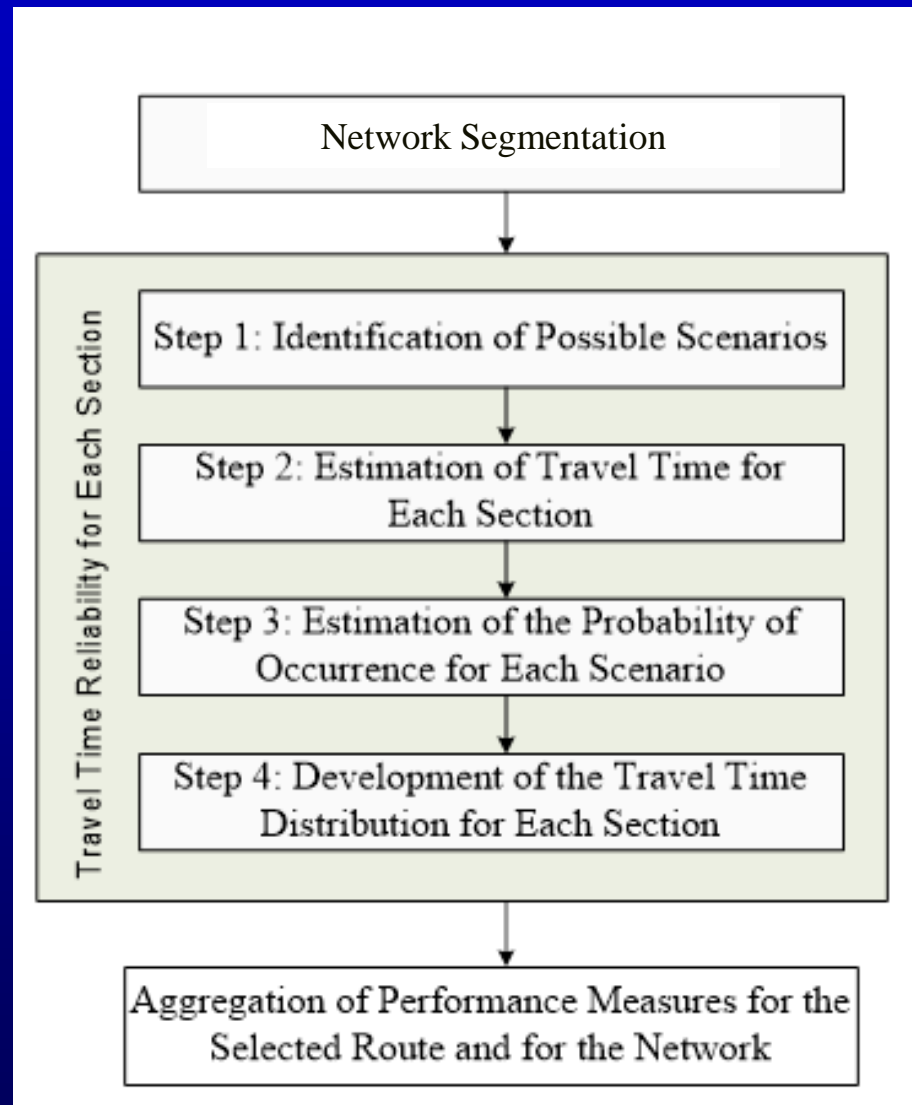 Network Segmentation
Travel Time Reliability for Each Section
Step 1: Identification of Possible Scenarios
Step 2: Estimation of Travel Time for
Each Section
Step 3: Estimation of the Probability of
Occurrence for Each Scenario
Step 4: Development of the Travel Time
Distribution for Each Section
Aggregation of Performance Measures for the
Selected Route and for the Network